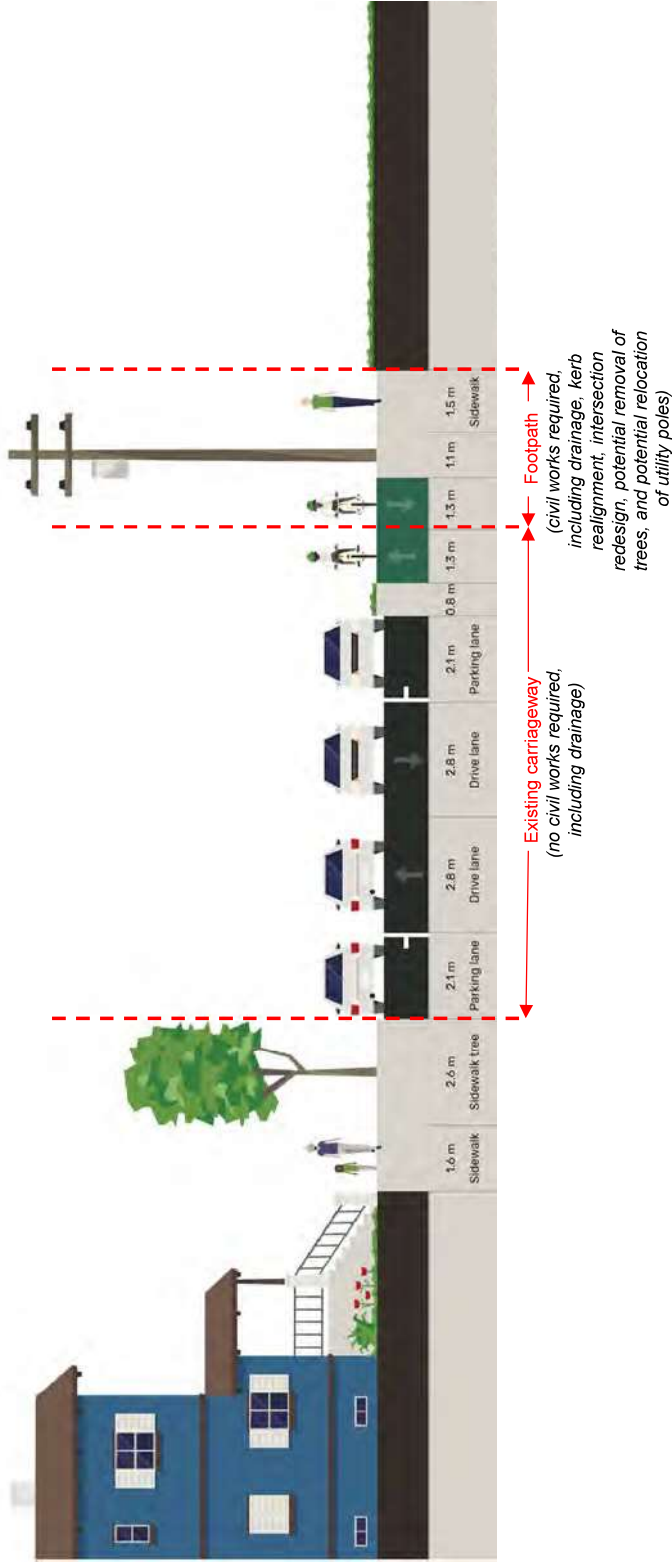 1.6 m
Sidewalk
2.6 m
Sidewalk tree
2.1 m
Parking lane
2.8 m
Drive lane
2.8 m
Drive lane
2.1 m
Parking lane
0.8 m
1.3 m
1.3 m
1.1 m
1.5 m
Sidewalk
Existing carriageway
(no civil works required,
including drainage)
Footpath
(civil works required,
including drainage, kerb
realignment, intersection
redesign, potential removal of
trees, and potential relocation
of utility poles)